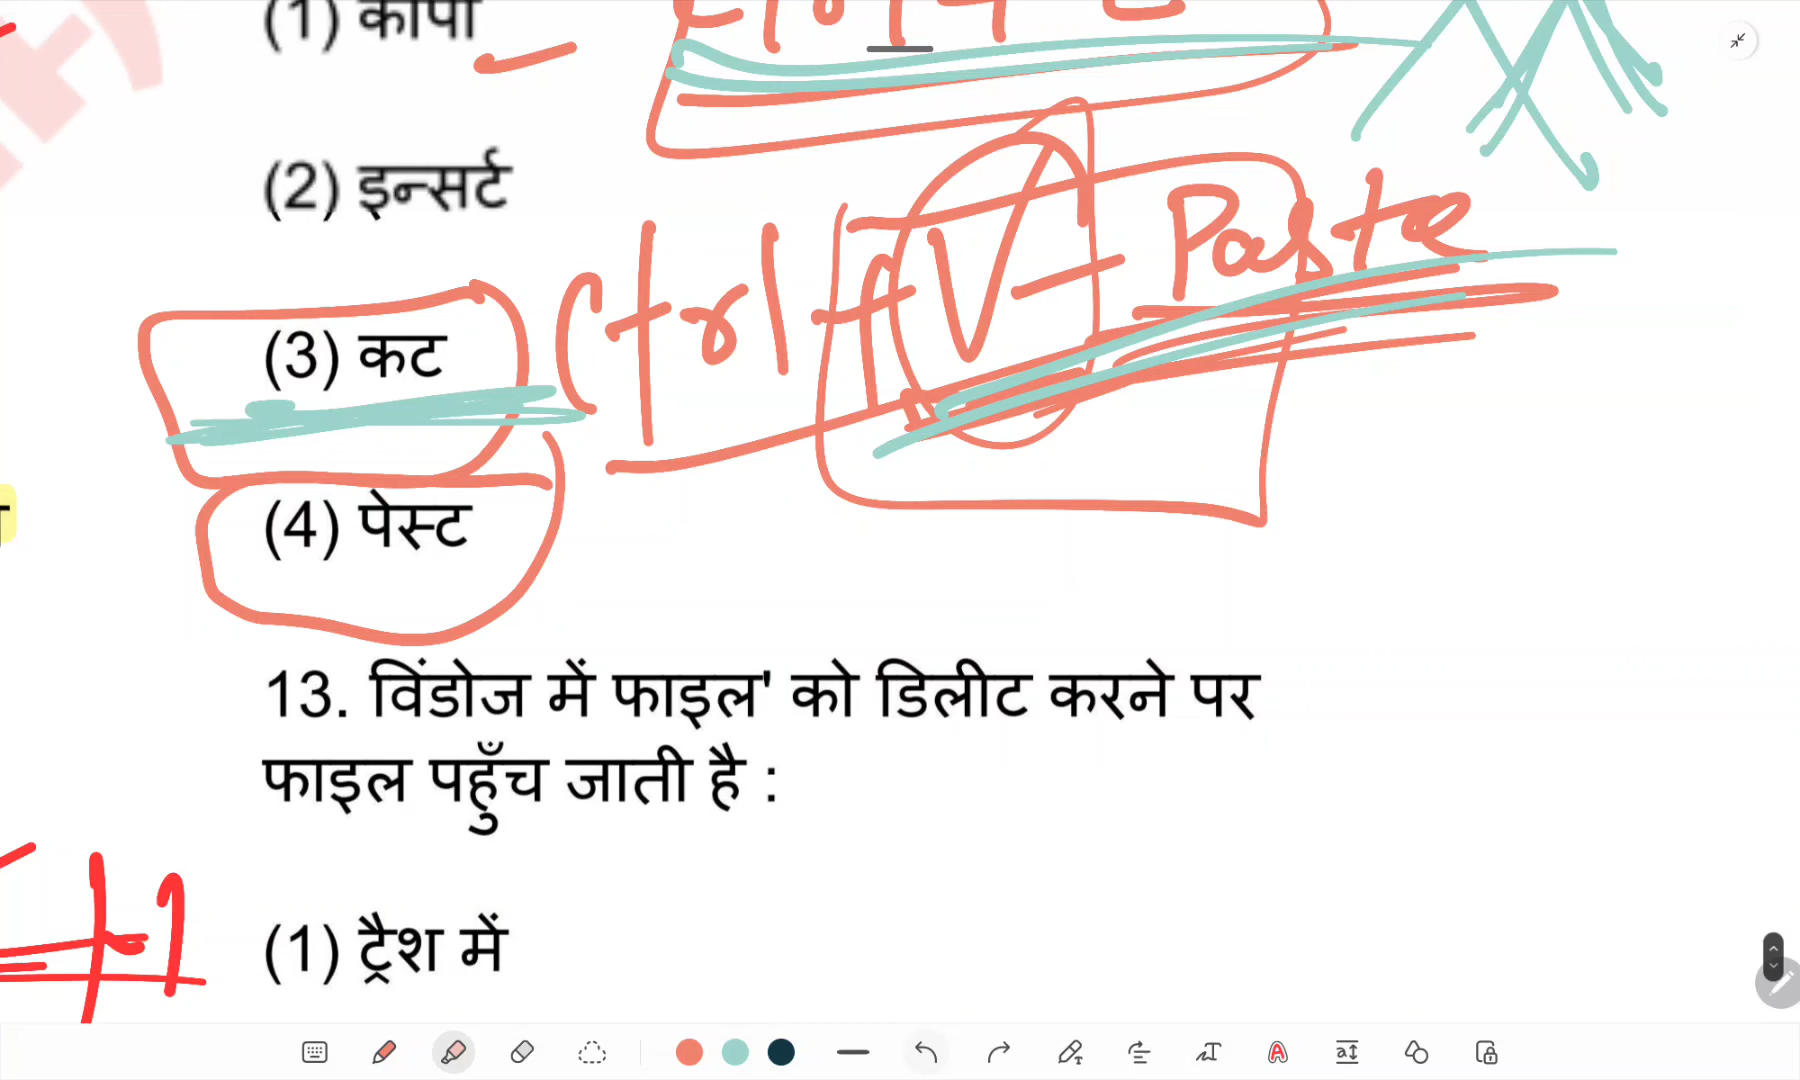 (1) कॉपी
(2) इन्सर्ट
Ctrl + V - Paste
(3) कट
(4) पेस्ट
13. विंडोज में फाइल' को डिलीट करने पर
फाइल पहुँच जाती है :
(1) ट्रैश में